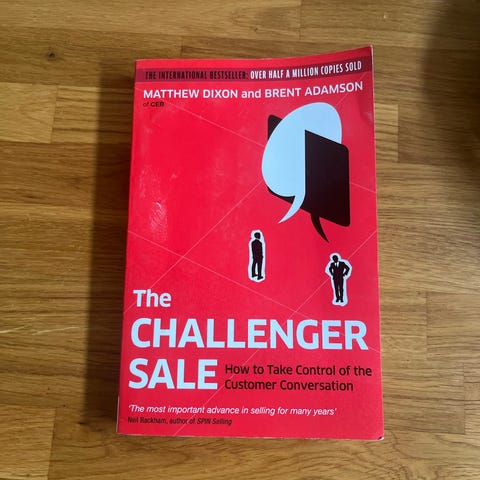 THE INTERNATIONAL BESTSELLER: OVER HALF A MILLION COPIES SOLD
MATTHEW DIXON and BRENT ADAMSON
of CEB
The
CHALLENGER
SALE
How to Take Control of the
Customer Conversation
'The most important advance in selling for many years'
Neil Rackham, author of SPIN Selling